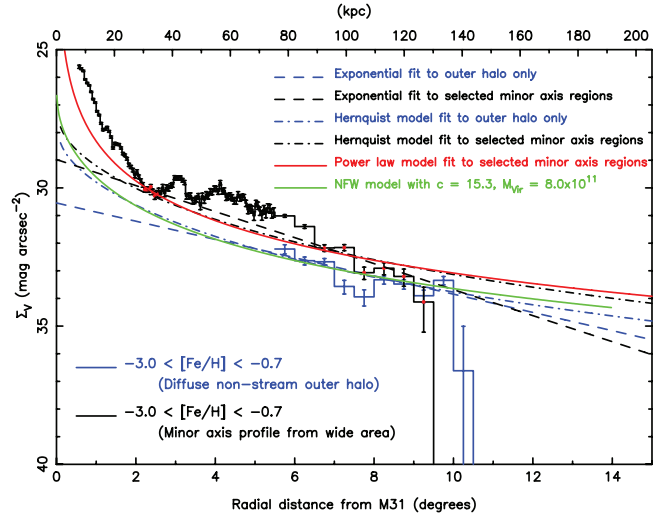 (kpc)
0 20 40 60 80 100 120 140 160 180 200
25
30
35
40
Σ_V (mag arcsec⁻²)
Exponential fit to outer halo only
Exponential fit to selected minor axis regions
Hernquist model fit to outer halo only
Hernquist model fit to selected minor axis regions
Power law model fit to selected minor axis regions
NFW model with c = 15.3, M_Vir = 8.0x10¹¹
−3.0 < [Fe/H] < −0.7
(Diffuse non-stream outer halo)
−3.0 < [Fe/H] < −0.7
(Minor axis profile from wide area)
0 2 4 6 8 10 12 14
Radial distance from M31 (degrees)